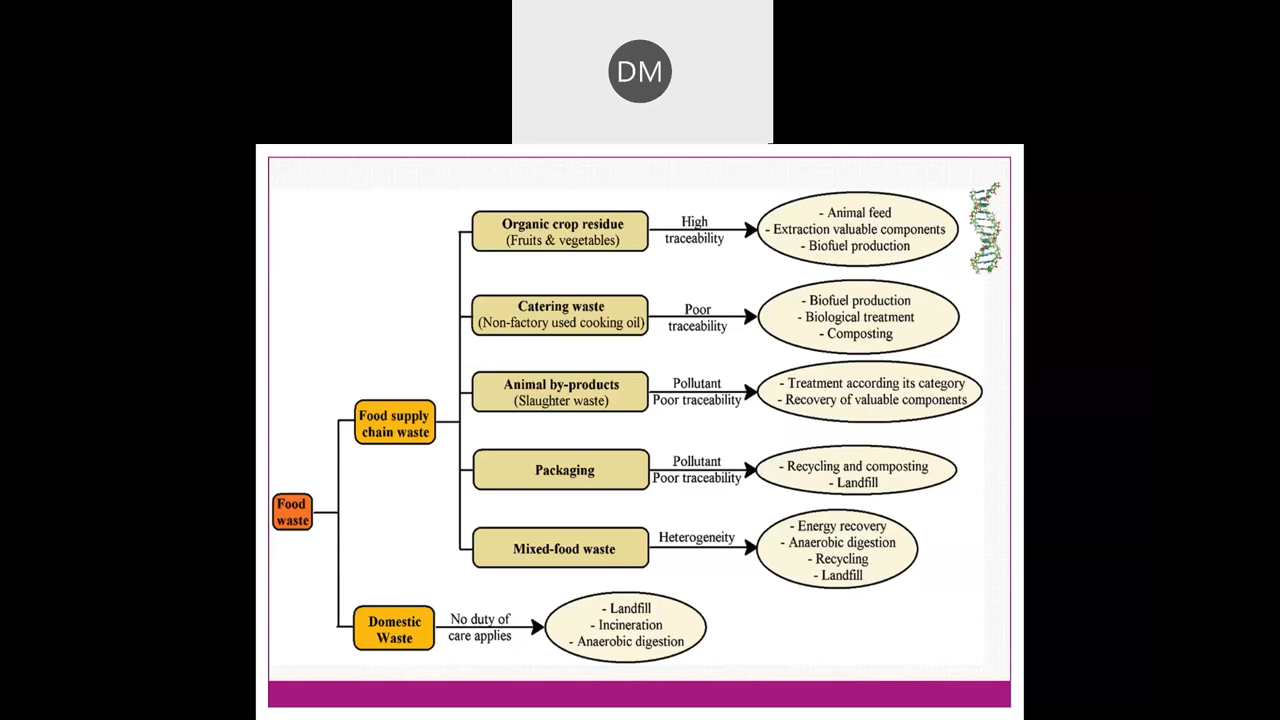 DM
Organic crop residue
(Fruits & vegetables)
High
traceability
- Animal feed
- Extraction valuable components
- Biofuel production
Catering waste
(Non-factory used cooking oil)
Poor
traceability
- Biofuel production
- Biological treatment
- Composting
Animal by-products
(Slaughter waste)
Pollutant
Poor traceability
- Treatment according its category
- Recovery of valuable components
Food supply
chain waste
Packaging
Pollutant
Poor traceability
- Recycling and composting
- Landfill
Food
waste
Mixed-food waste
Heterogeneity
- Energy recovery
- Anaerobic digestion
- Recycling
- Landfill
Domestic
Waste
No duty of
care applies
- Landfill
- Incineration
- Anaerobic digestion